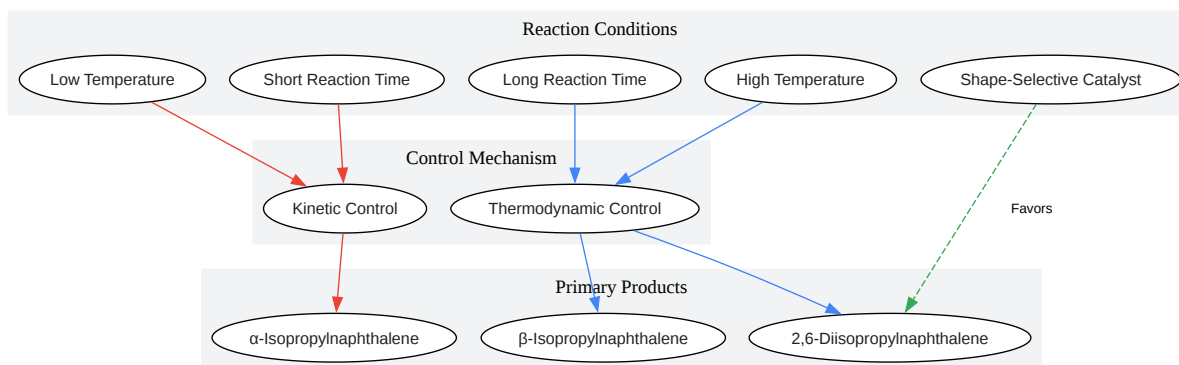 Reaction Conditions
Low Temperature
Short Reaction Time
Long Reaction Time
High Temperature
Shape-Selective Catalyst
Control Mechanism
Kinetic Control
Thermodynamic Control
Favors
Primary Products
α-Isopropylnaphthalene
β-Isopropylnaphthalene
2,6-Diisopropylnaphthalene